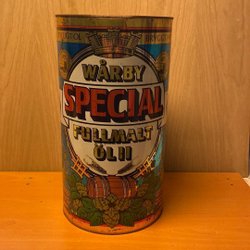 WÅRBY
SPECIAL
FULLMALT
ÖL II